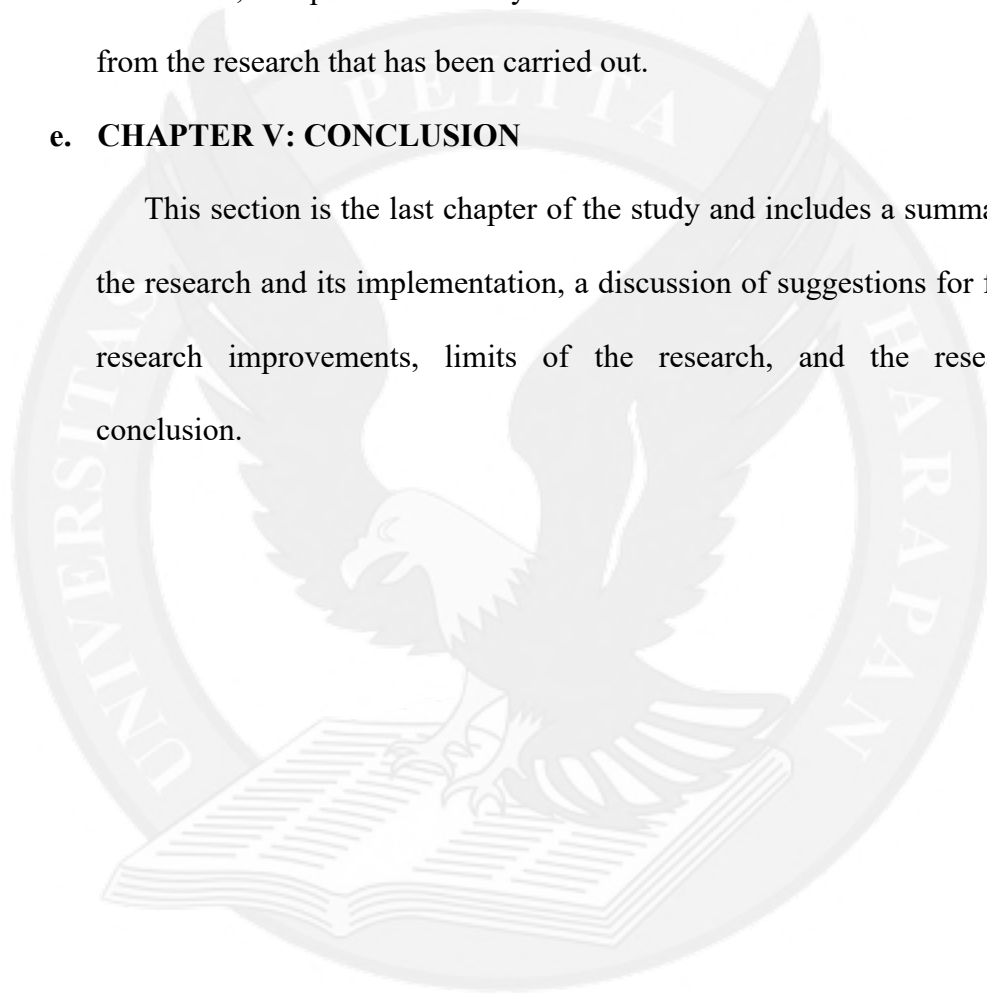 from the research that has been carried out.
e. CHAPTER V: CONCLUSION
This section is the last chapter of the study and includes a
the research and its implementation, a discussion of suggestions for
research improvements, limits of the research, and the
conclusion.
UNIVERSITAS PELITA HARAPAN